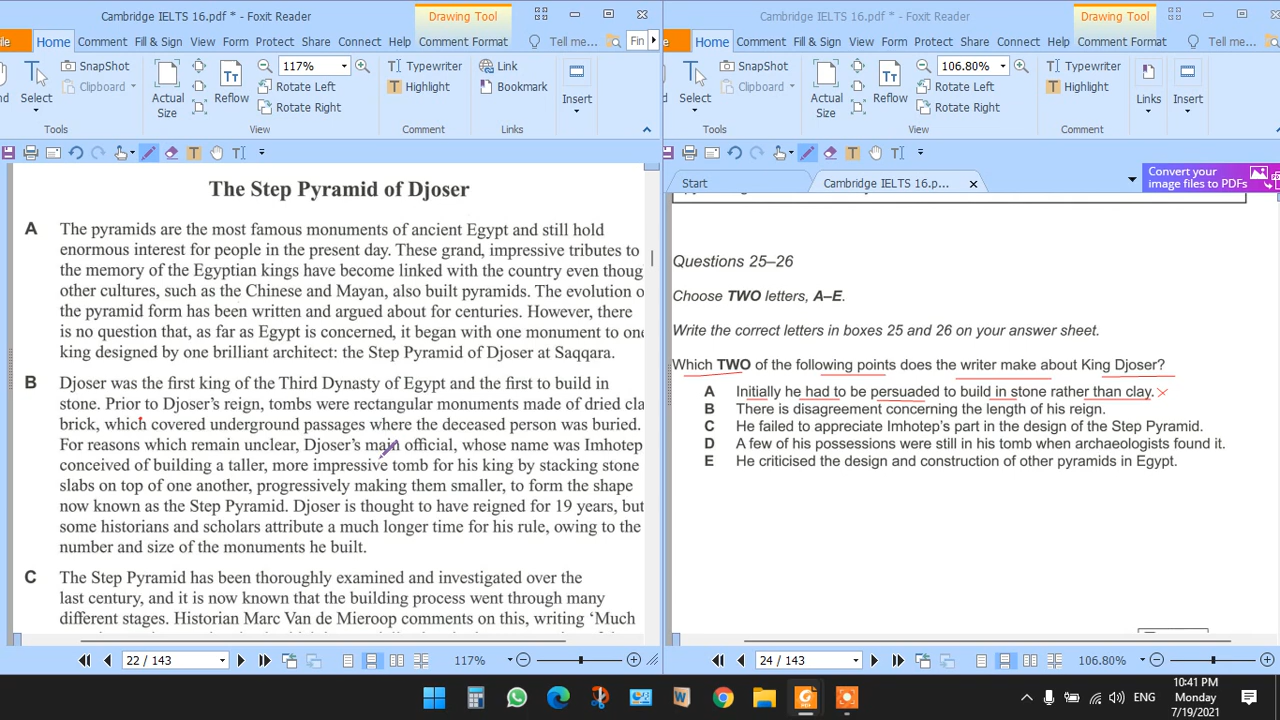 Cambridge IELTS 16.pdf * - Foxit Reader
Drawing Tool
File Home Comment Fill & Sign View Form Protect Share Connect Help Comment Format Tell me... Fin
SnapShot
Clipboard
Select
Tools
Actual Size
Reflow
117%
Rotate Left
Rotate Right
View
Typewriter
Highlight
Comment
Link
Bookmark
Links
Insert
The Step Pyramid of Djoser
A The pyramids are the most famous monuments of ancient Egypt and still hold
enormous interest for people in the present day. These grand, impressive tributes to
the memory of the Egyptian kings have become linked with the country even thoug
other cultures, such as the Chinese and Mayan, also built pyramids. The evolution o
the pyramid form has been written and argued about for centuries. However, there
is no question that, as far as Egypt is concerned, it began with one monument to one
king designed by one brilliant architect: the Step Pyramid of Djoser at Saqqara.
B Djoser was the first king of the Third Dynasty of Egypt and the first to build in
stone. Prior to Djoser's reign, tombs were rectangular monuments made of dried cla
brick, which covered underground passages where the deceased person was buried.
For reasons which remain unclear, Djoser's main official, whose name was Imhotep
conceived of building a taller, more impressive tomb for his king by stacking stone
slabs on top of one another, progressively making them smaller, to form the shape
now known as the Step Pyramid. Djoser is thought to have reigned for 19 years, but
some historians and scholars attribute a much longer time for his rule, owing to the
number and size of the monuments he built.
C The Step Pyramid has been thoroughly examined and investigated over the
last century, and it is now known that the building process went through many
different stages. Historian Marc Van de Mieroop comments on this, writing 'Much
22 / 143
117%
Cambridge IELTS 16.pdf * - Foxit Reader
Drawing Tool
Home Comment Fill & Sign View Form Protect Share Connect Help Comment Format Tell me...
SnapShot
Clipboard
Select
Tools
Actual Size
Reflow
106.80%
Rotate Left
Rotate Right
View
Typewriter
Highlight
Comment
Links
Insert
Start
Cambridge IELTS 16.p...
Convert your
image files to PDFs
Questions 25–26
Choose TWO letters, A–E.
Write the correct letters in boxes 25 and 26 on your answer sheet.
Which TWO of the following points does the writer make about King Djoser?
A Initially he had to be persuaded to build in stone rather than clay.
B There is disagreement concerning the length of his reign.
C He failed to appreciate Imhotep's part in the design of the Step Pyramid.
D A few of his possessions were still in his tomb when archaeologists found it.
E He criticised the design and construction of other pyramids in Egypt.
24 / 143
106.80%
ENG
10:41 PM
Monday
7/19/2021